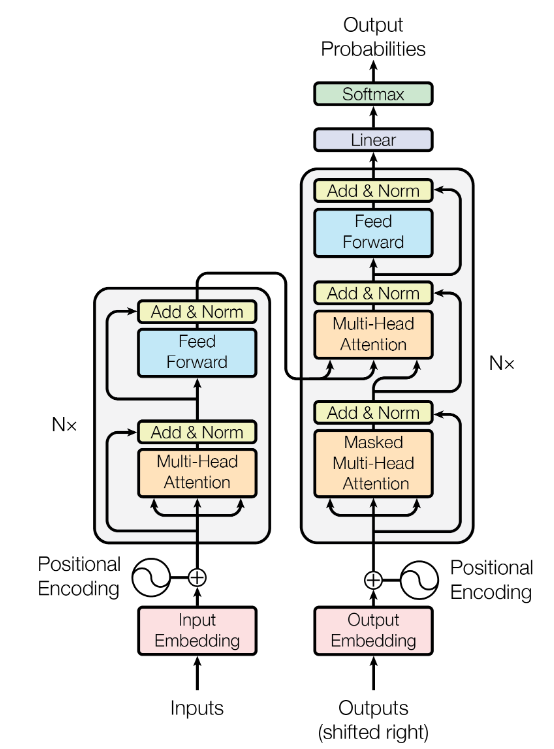 Output
Probabilities
Softmax
Linear
Add & Norm
Feed
Forward
Add & Norm
Multi-Head
Attention
Add & Norm
Masked
Multi-Head
Attention
N×
Add & Norm
Feed
Forward
Add & Norm
Multi-Head
Attention
N×
Positional
Encoding
Positional
Encoding
Input
Embedding
Output
Embedding
Inputs
Outputs
(shifted right)